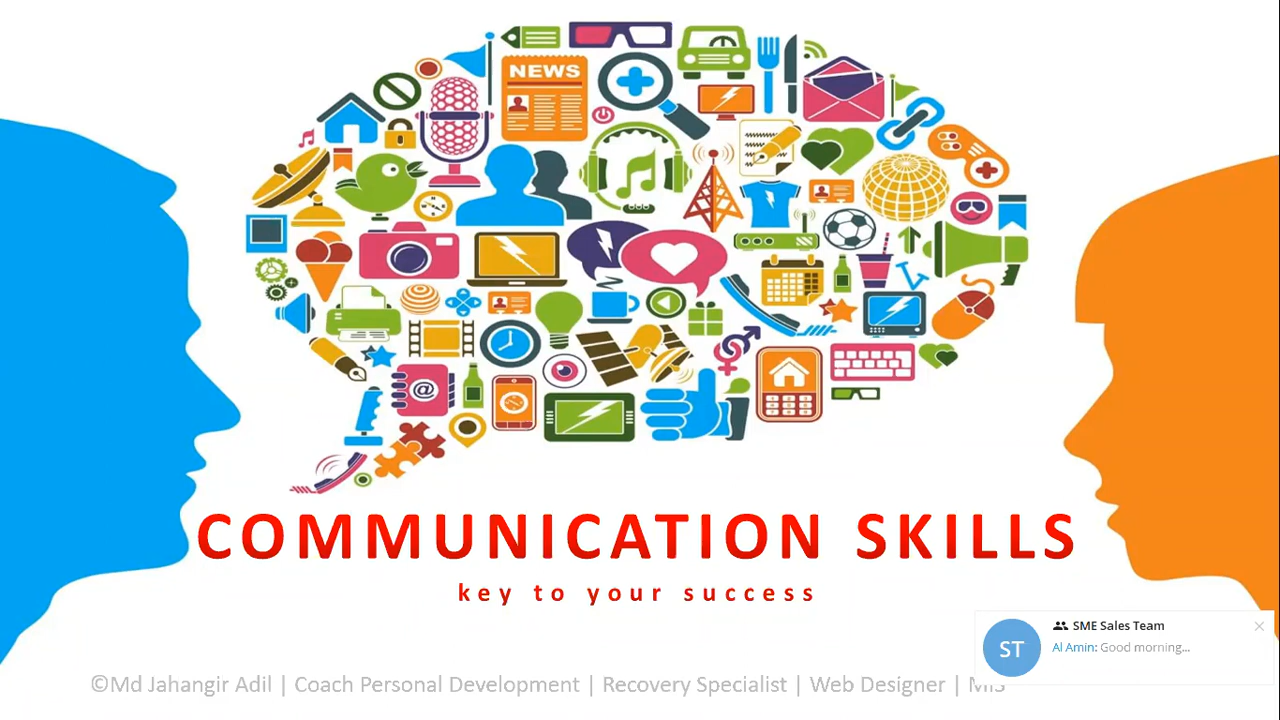 NEWS
@
COMMUNICATION SKILLS
key to your success
SME Sales Team
ST
Al Amin: Good morning...
©Md Jahangir Adil | Coach Personal Development | Recovery Specialist | Web Designer | MIS